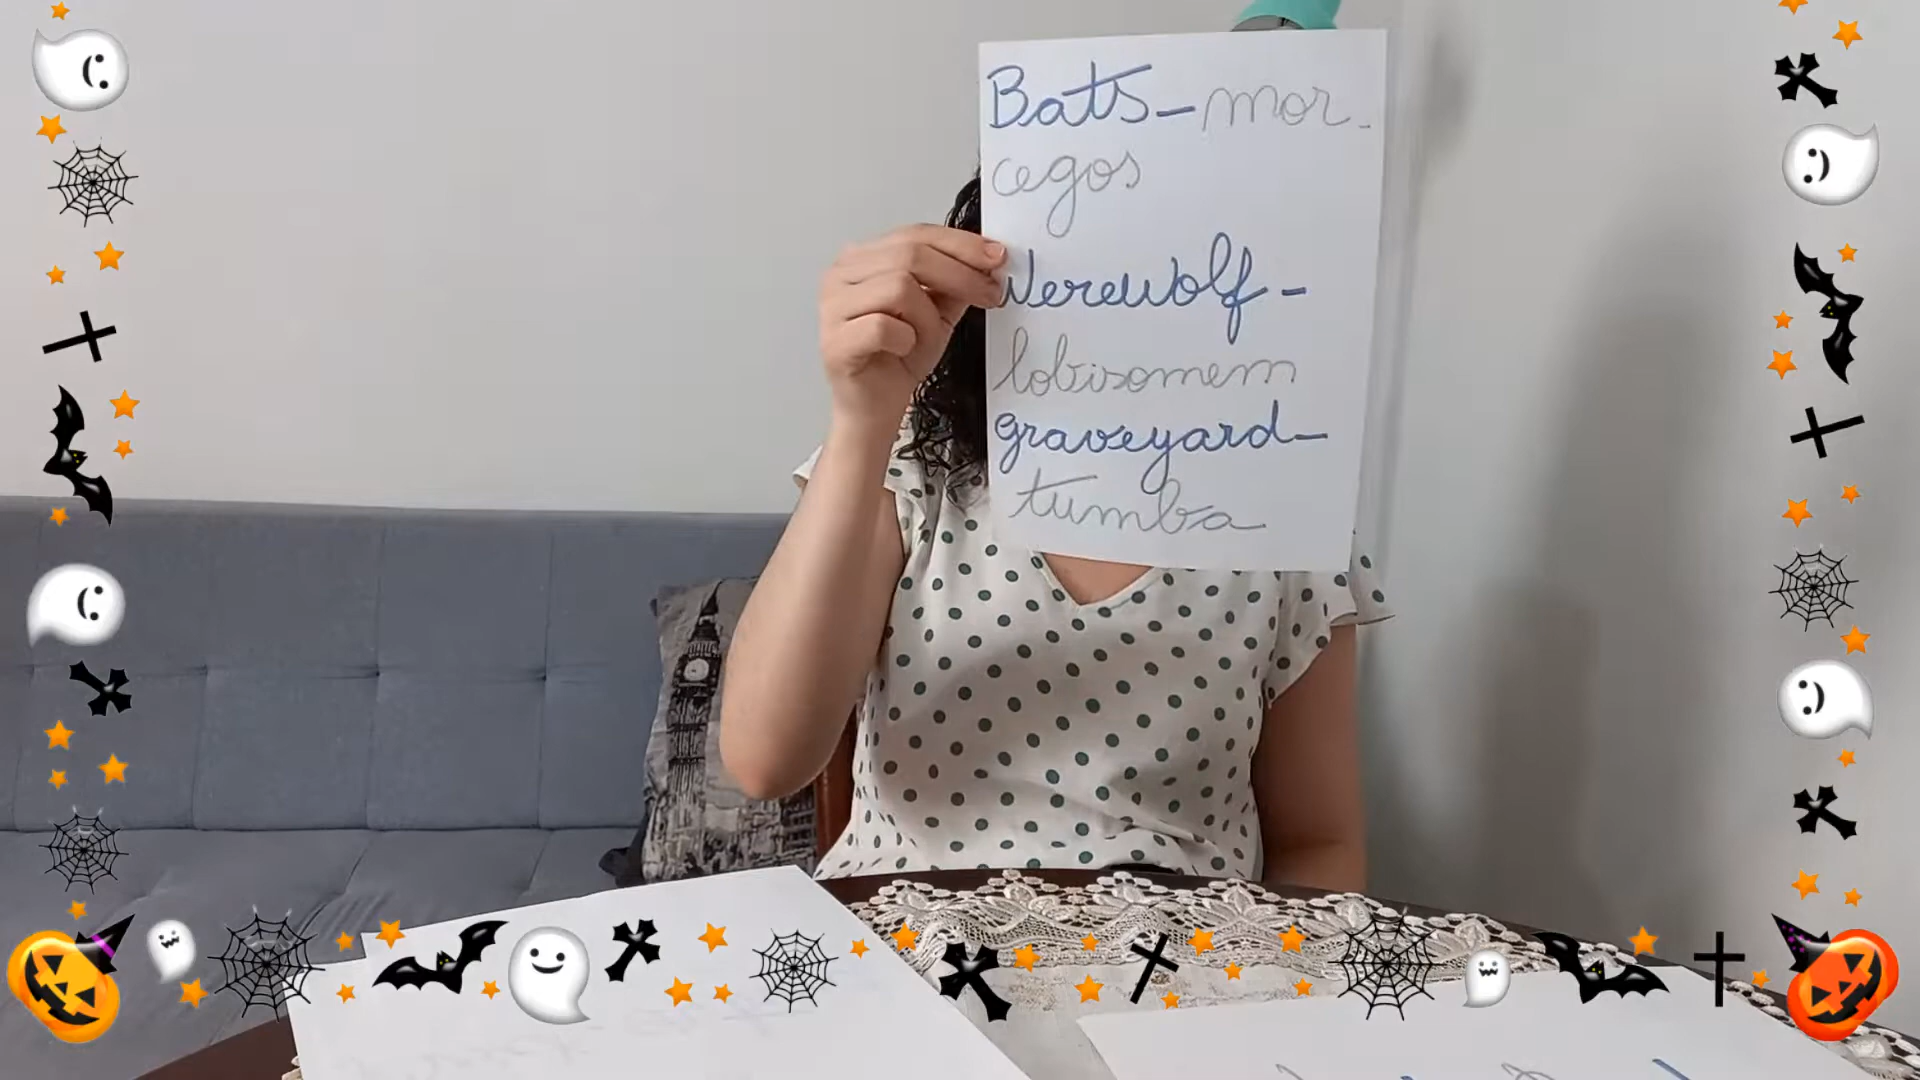 Bats - mor-
cegos
Werewolf -
lobisomem
graveyard -
tumba